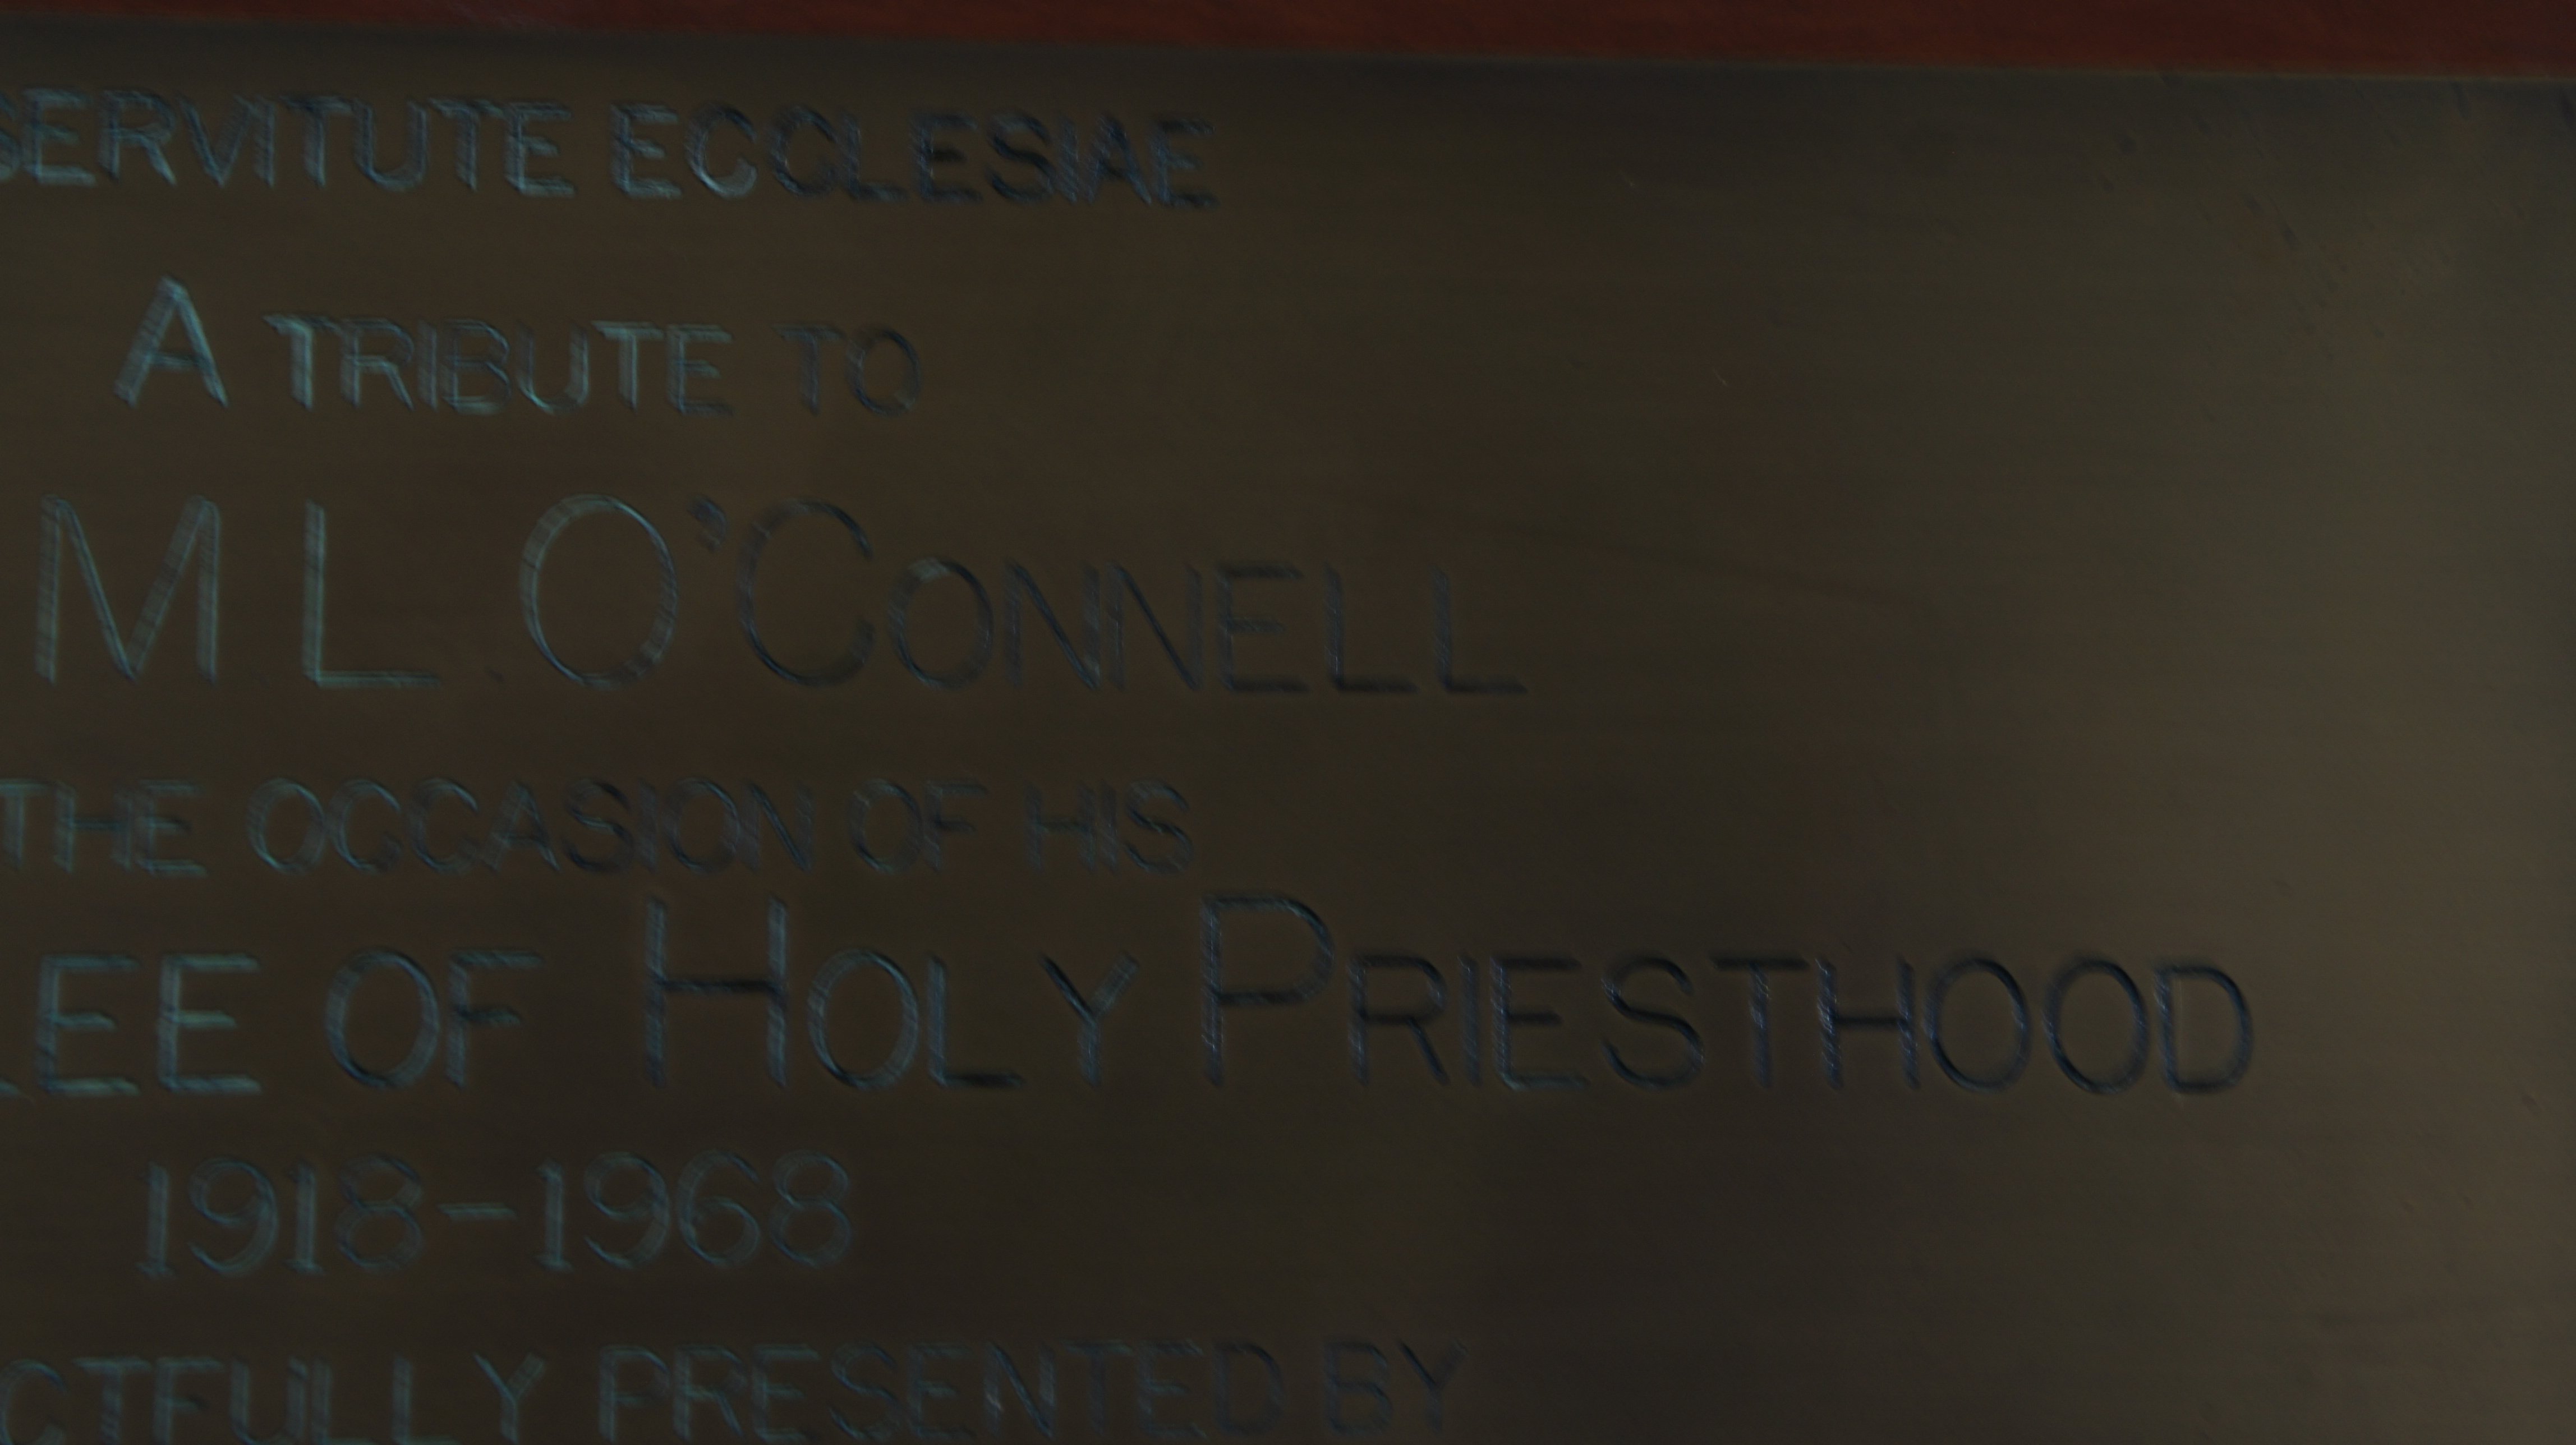 SERVITUTE ECCLESIAE
A TRIBUTE TO
M L O'CONNELL
THE OCCASION OF HIS
LEE OF HOLY PRIESTHOOD
1918-1968
CTFULLY PRESENTED BY